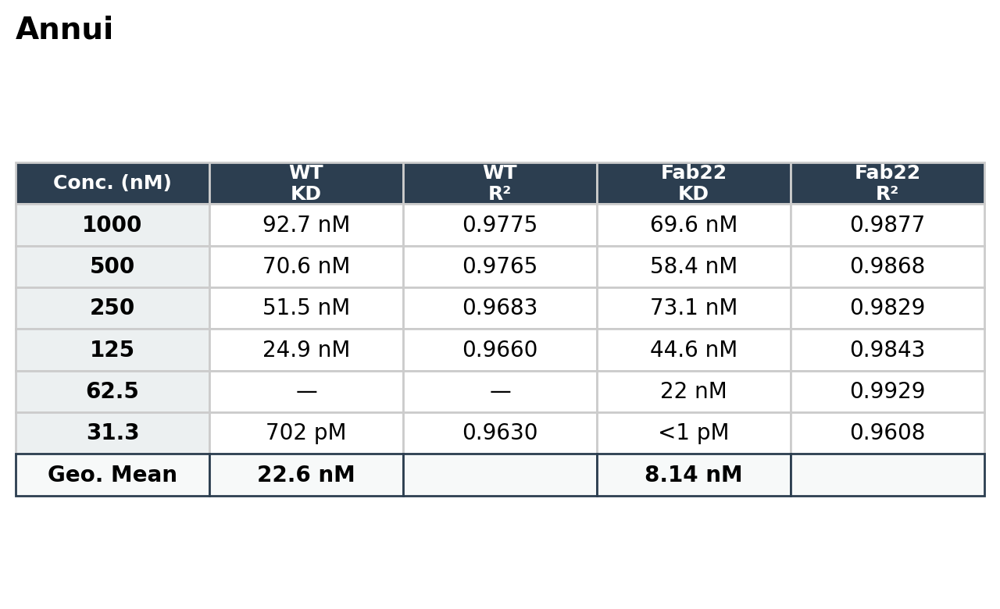 Annui
Conc. (nM) WT KD WT R² Fab22 KD Fab22 R²
1000 92.7 nM 0.9775 69.6 nM 0.9877
500 70.6 nM 0.9765 58.4 nM 0.9868
250 51.5 nM 0.9683 73.1 nM 0.9829
125 24.9 nM 0.9660 44.6 nM 0.9843
62.5 — — 22 nM 0.9929
31.3 702 pM 0.9630 <1 pM 0.9608
Geo. Mean 22.6 nM 8.14 nM